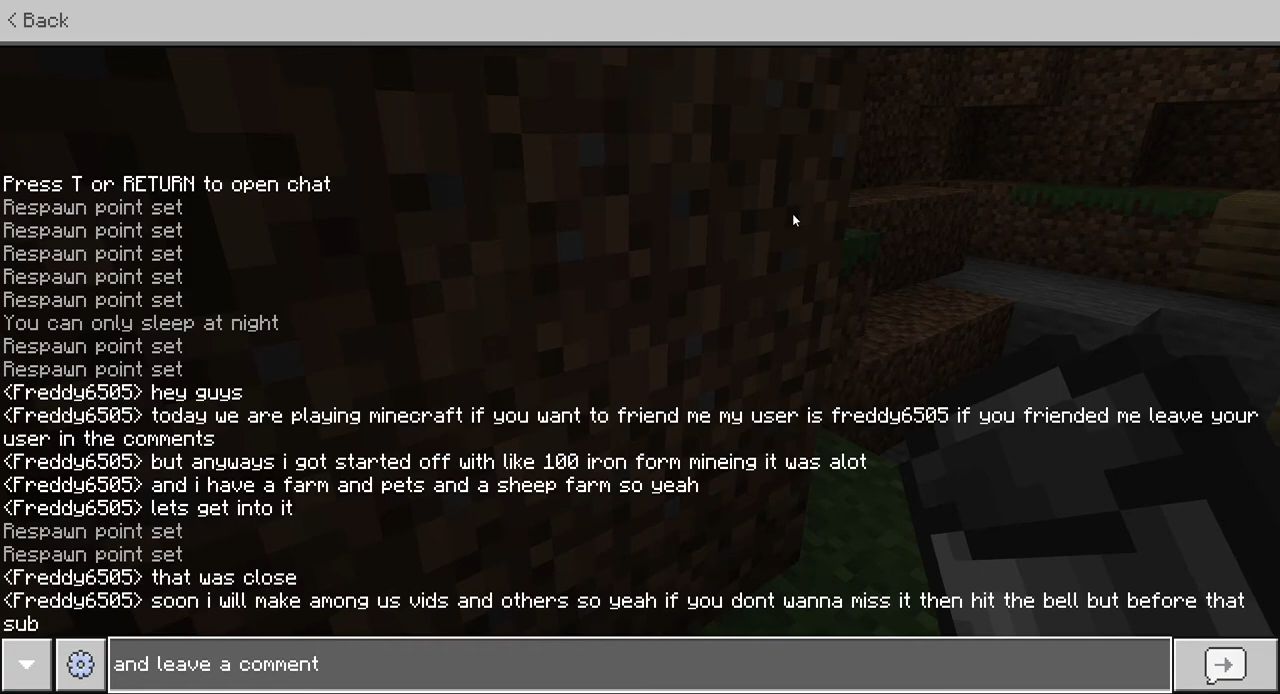 < Back
Press T or RETURN to open chat
Respawn point set
Respawn point set
Respawn point set
Respawn point set
Respawn point set
You can only sleep at night
Respawn point set
Respawn point set
<Freddy6505> hey guys
<Freddy6505> today we are playing minecraft if you want to friend me my user is freddy6505 if you friended me leave your
user in the comments
<Freddy6505> but anyways i got started off with like 100 iron form mineing it was alot
<Freddy6505> and i have a farm and pets and a sheep farm so yeah
<Freddy6505> lets get into it
Respawn point set
Respawn point set
<Freddy6505> that was close
<Freddy6505> soon i will make among us vids and others so yeah if you dont wanna miss it then hit the bell but before that
sub
and leave a comment